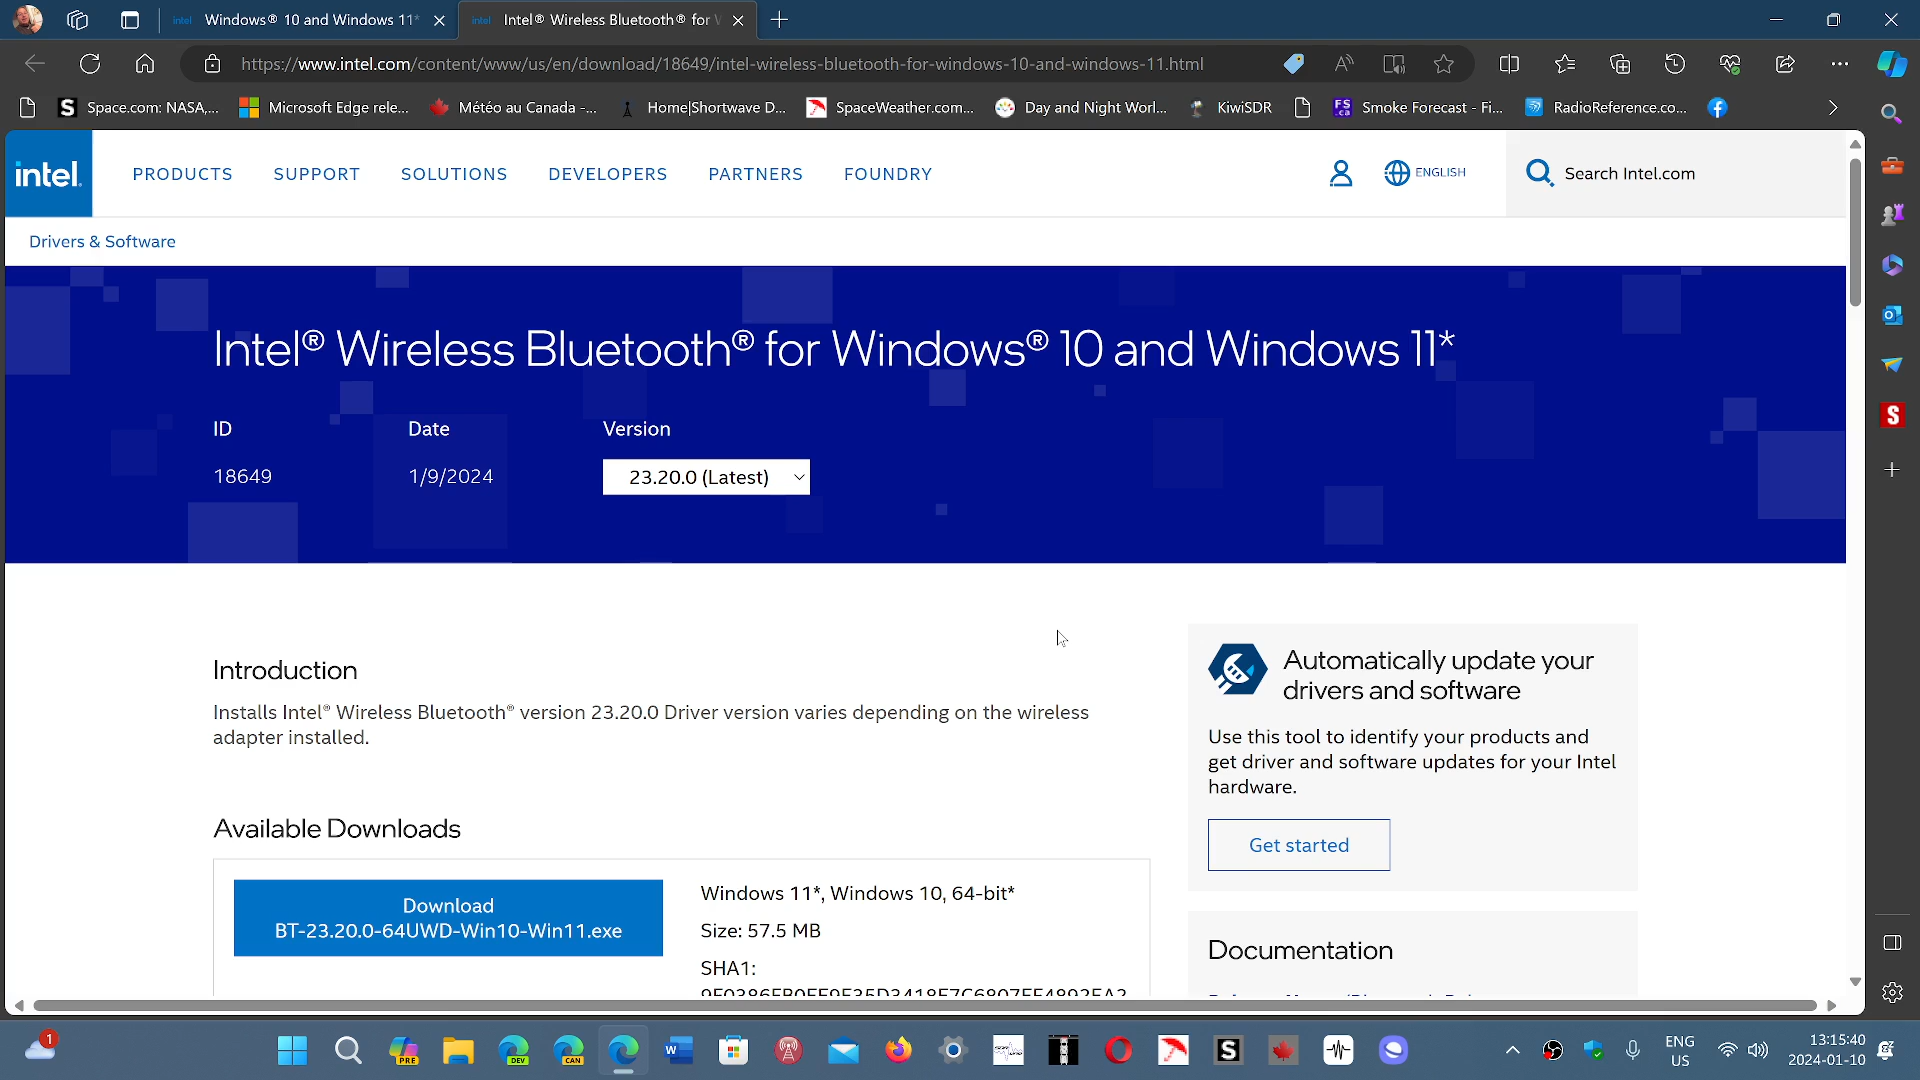 intel Windows® 10 and Windows 11*
intel Intel® Wireless Bluetooth® for
https://www.intel.com/content/www/us/en/download/18649/intel-wireless-bluetooth-for-windows-10-and-windows-11.html
S Space.com: NASA,... Microsoft Edge rele... Météo au Canada -... Home|Shortwave D... SpaceWeather.com... Day and Night Worl... KiwiSDR FS.ca Smoke Forecast - Fi... RadioReference.co...
intel. PRODUCTS SUPPORT SOLUTIONS DEVELOPERS PARTNERS FOUNDRY ENGLISH Search Intel.com
Drivers & Software
Intel® Wireless Bluetooth® for Windows® 10 and Windows 11*
ID Date Version
18649 1/9/2024 23.20.0 (Latest)
Introduction
Installs Intel® Wireless Bluetooth® version 23.20.0 Driver version varies depending on the wireless
adapter installed.
Available Downloads
Download
BT-23.20.0-64UWD-Win10-Win11.exe
Windows 11*, Windows 10, 64-bit*
Size: 57.5 MB
SHA1:
Automatically update your
drivers and software
Use this tool to identify your products and
get driver and software updates for your Intel
hardware.
Get started
Documentation
S
1 PRE DEV CAN W S
ENG
US
13:15:40
2024-01-10